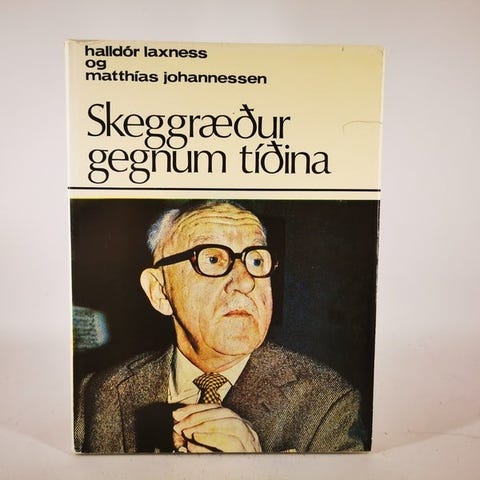 halldór laxness
og
matthías johannessen
Skeggræður
gegnum tíðina